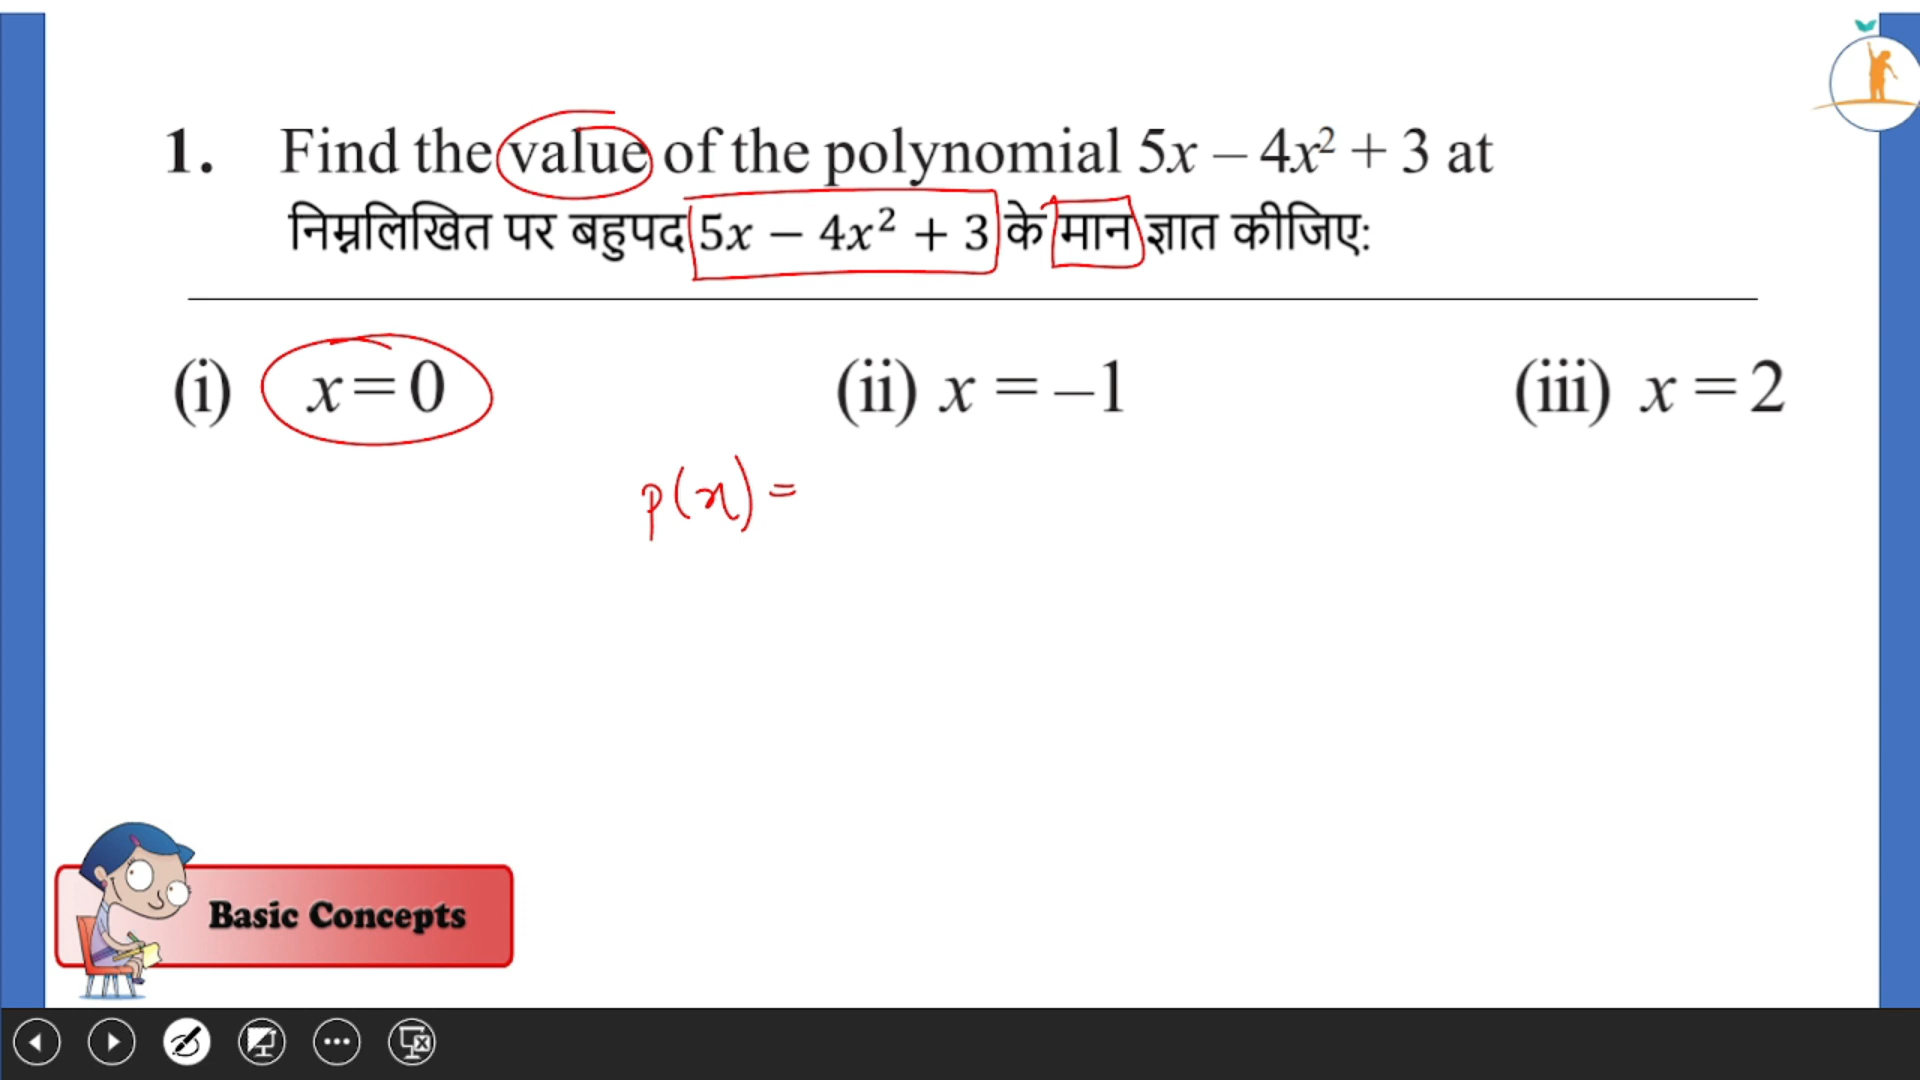 1. Find the value of the polynomial 5x – 4x² + 3 at
निम्नलिखित पर बहुपद 5x − 4x² + 3 के मान ज्ञात कीजिए:
(i) x = 0 (ii) x = –1 (iii) x = 2
p(x) =
Basic Concepts